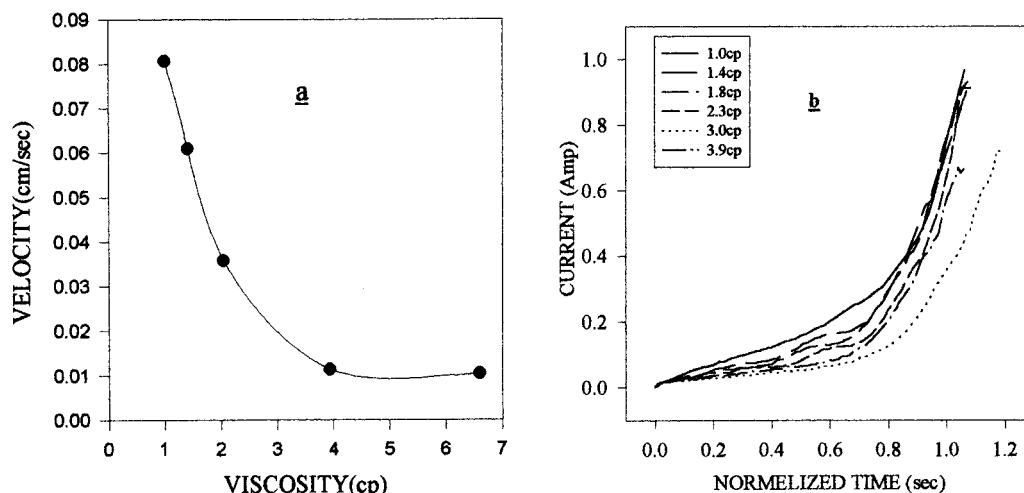 0.09
0.08
0.07
0.06
0.05
0.04
0.03
0.02
0.01
0.00
VELOCITY(cm/sec)
a
0 1 2 3 4 5 6 7
VISCOSITY(cp)
1.0
0.8
0.6
0.4
0.2
0.0
CURRENT (Amp)
1.0cp
1.4cp
1.8cp
2.3cp
3.0cp
3.9cp
b
0.0 0.2 0.4 0.6 0.8 1.0 1.2
NORMELIZED TIME (sec)